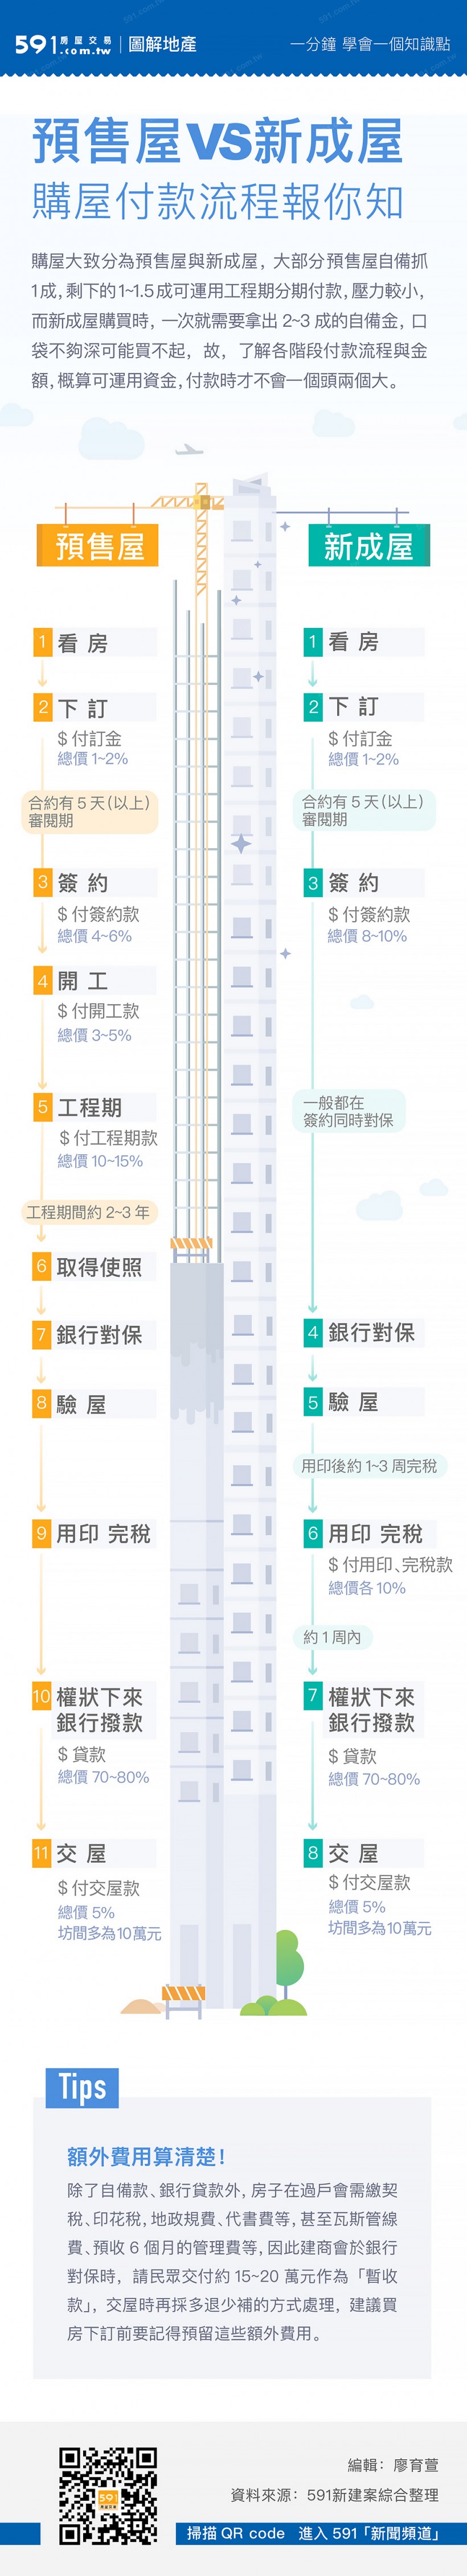 591 房屋交易 .com.tw 圖解地產
一分鐘 學會一個知識點
預售屋VS新成屋
購屋付款流程報你知
購屋大致分為預售屋與新成屋，大部分預售屋自備抓
1成，剩下的1~1.5成可運用工程期分期付款，壓力較小，
而新成屋購買時，一次就需要拿出 2~3 成的自備金，口
袋不夠深可能買不起，故，了解各階段付款流程與金
額，概算可運用資金，付款時才不會一個頭兩個大。
預售屋
1 看 房
2 下 訂
$ 付訂金
總價 1~2%
合約有 5 天(以上)
審閱期
3 簽 約
$ 付簽約款
總價 4~6%
4 開 工
$ 付開工款
總價 3~5%
5 工程期
$ 付工程期款
總價 10~15%
工程期間約 2~3 年
6 取得使照
7 銀行對保
8 驗 屋
9 用印 完稅
10 權狀下來
銀行撥款
$ 貸款
總價 70~80%
11 交 屋
$ 付交屋款
總價 5%
坊間多為10萬元
新成屋
1 看 房
2 下 訂
$ 付訂金
總價 1~2%
合約有 5 天(以上)
審閱期
3 簽 約
$ 付簽約款
總價 8~10%
一般都在
簽約同時對保
4 銀行對保
5 驗 屋
用印後約 1~3 周完稅
6 用印 完稅
$ 付用印、完稅款
總價各 10%
約 1 周內
7 權狀下來
銀行撥款
$ 貸款
總價 70~80%
8 交 屋
$ 付交屋款
總價 5%
坊間多為10萬元
Tips
額外費用算清楚！
除了自備款、銀行貸款外，房子在過戶會需繳契
稅、印花稅，地政規費、代書費等，甚至瓦斯管線
費、預收 6 個月的管理費等，因此建商會於銀行
對保時，請民眾交付約 15~20 萬元作為「暫收
款」，交屋時再採多退少補的方式處理，建議買
房下訂前要記得預留這些額外費用。
591
編輯：廖育萱
資料來源：591新建案綜合整理
掃描 QR code 進入 591「新聞頻道」